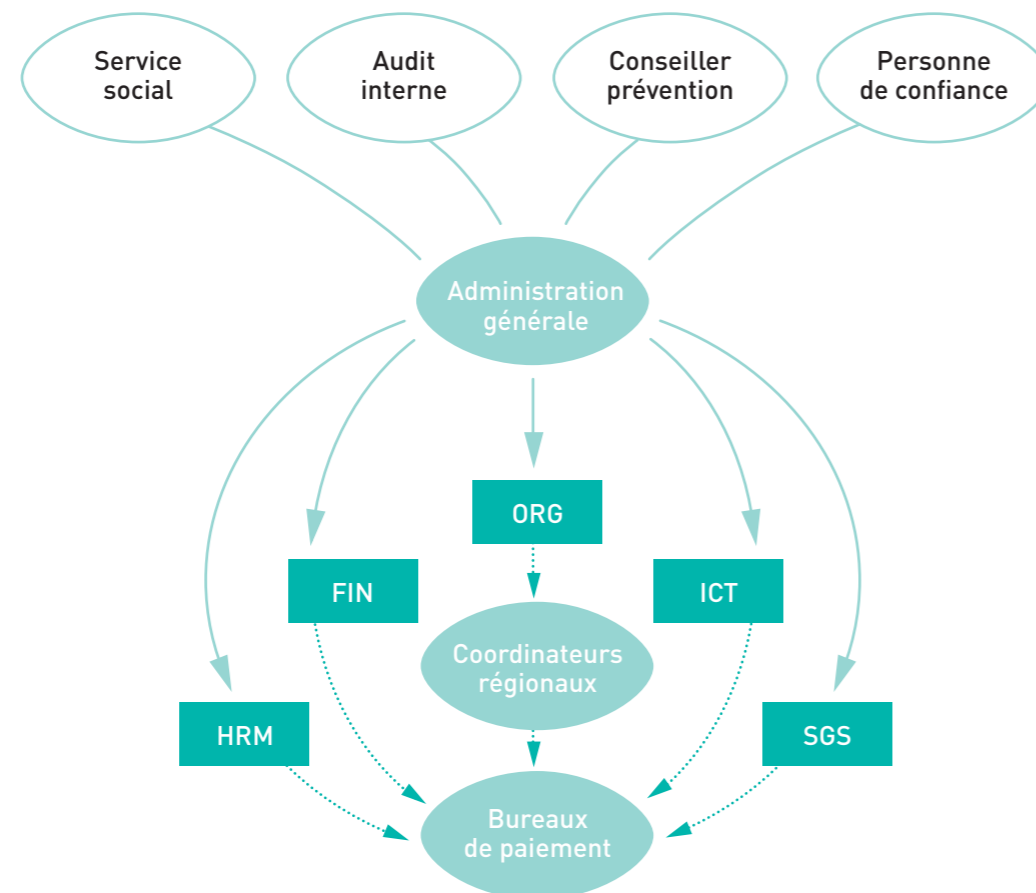 Service
social
Audit
interne
Conseiller
prévention
Personne
de confiance
Administration
générale
ORG
FIN
ICT
Coordinateurs
régionaux
HRM
SGS
Bureaux
de paiement